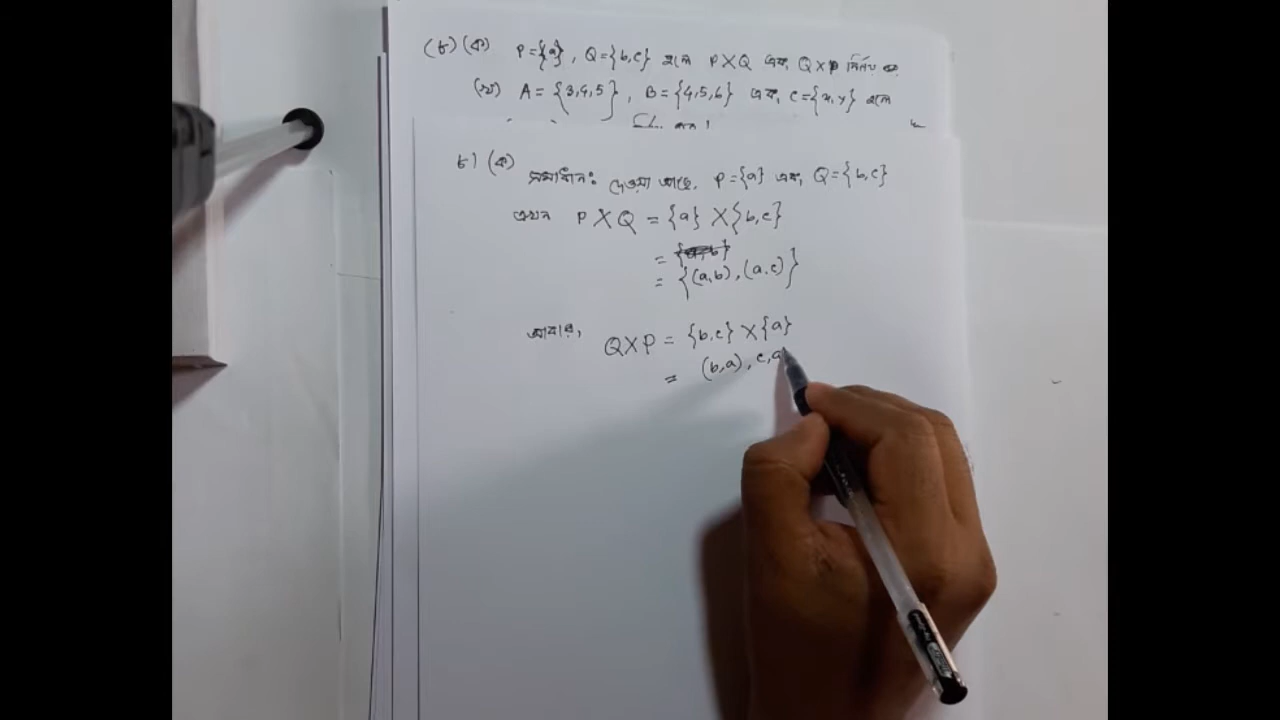 (৮) (ক) P={a}, Q={b,c} হলে P X Q এবং Q x P নির্ণয় কর
(খ) A = {3,4,5}, B = {4,5,6} এবং C={x,y} হলে
কর।
৮। (ক)
সমাধান: দেওয়া আছে, P={a} এবং Q={b,c}
এখন P X Q = {a} X {b,c}
=
= {(a,b), (a,c)}
আবার,
Q X P = {b,c} X {a}
= (b,a), c,a